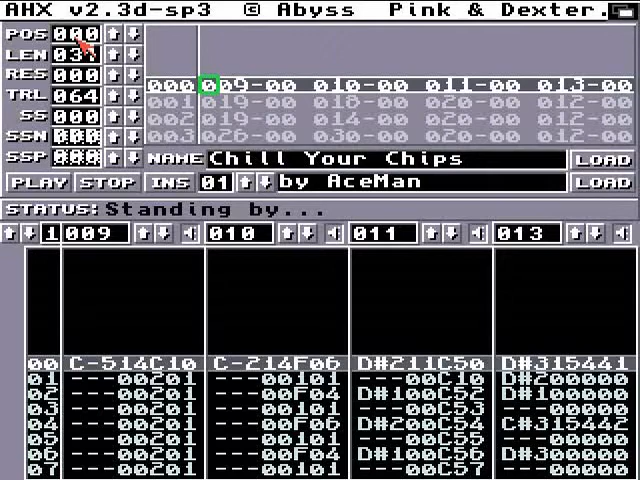 AHX v2.3d-sp3 © Abyss Pink & Dexter.
POS 000
LEN 03
RES 000
TRL 064
SS 000
SSN 000
SSP 000
000 009-00 010-00 011-00 013-00
001 019-00 018-00 020-00 012-00
002 019-00 014-00 020-00 012-00
003 026-00 030-00 020-00 012-00
NAME Chill Your Chips LOAD
PLAY STOP INS 01 by AceMan LOAD
STATUS: Standing by...
1 009 010 011 013
00 C-514C10 C-214F06 D#211C50 D#315441
01 ---00201 ---00101 ---00C10 D#200000
02 ---00201 ---00F04 D#100C52 D#100000
03 ---00201 ---00101 ---00C53 ---00000
04 ---00201 ---00F06 D#200C54 C#315442
05 ---00201 ---00101 ---00C55 ---00000
06 ---00201 ---00F04 D#100C56 D#300000
07 ---00201 ---00101 ---00C57 ---00000